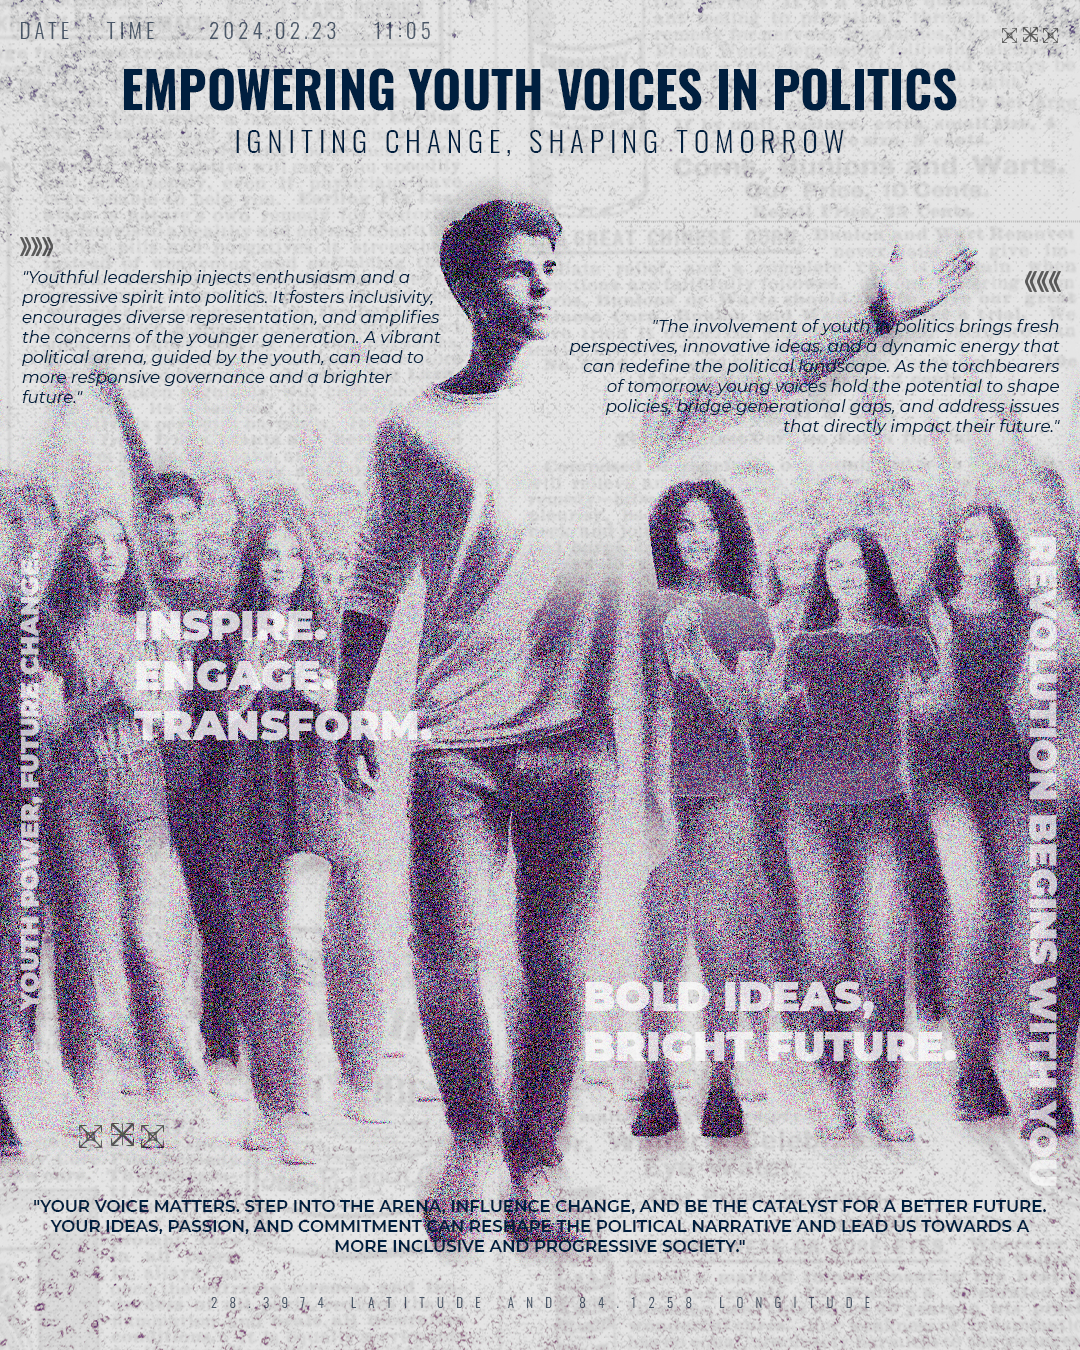 DATE TIME 2024.02.23 11:05
EMPOWERING YOUTH VOICES IN POLITICS
IGNITING CHANGE, SHAPING TOMORROW
"Youthful leadership injects enthusiasm and a
progressive spirit into politics. It fosters inclusivity,
encourages diverse representation, and amplifies
the concerns of the younger generation. A vibrant
political arena, guided by the youth, can lead to
more responsive governance and a brighter
future."
"The involvement of youth in politics brings fresh
perspectives, innovative ideas, and a dynamic energy that
can redefine the political landscape. As the torchbearers
of tomorrow, young voices hold the potential to shape
policies, bridge generational gaps, and address issues
that directly impact their future."
YOUTH POWER, FUTURE CHANGE.
INSPIRE.
ENGAGE.
TRANSFORM.
REVOLUTION BEGINS WITH YOU
BOLD IDEAS,
BRIGHT FUTURE.
"YOUR VOICE MATTERS. STEP INTO THE ARENA, INFLUENCE CHANGE, AND BE THE CATALYST FOR A BETTER FUTURE.
YOUR IDEAS, PASSION, AND COMMITMENT CAN RESHAPE THE POLITICAL NARRATIVE AND LEAD US TOWARDS A
MORE INCLUSIVE AND PROGRESSIVE SOCIETY."
28.3974 LATITUDE AND 84.1258 LONGITUDE